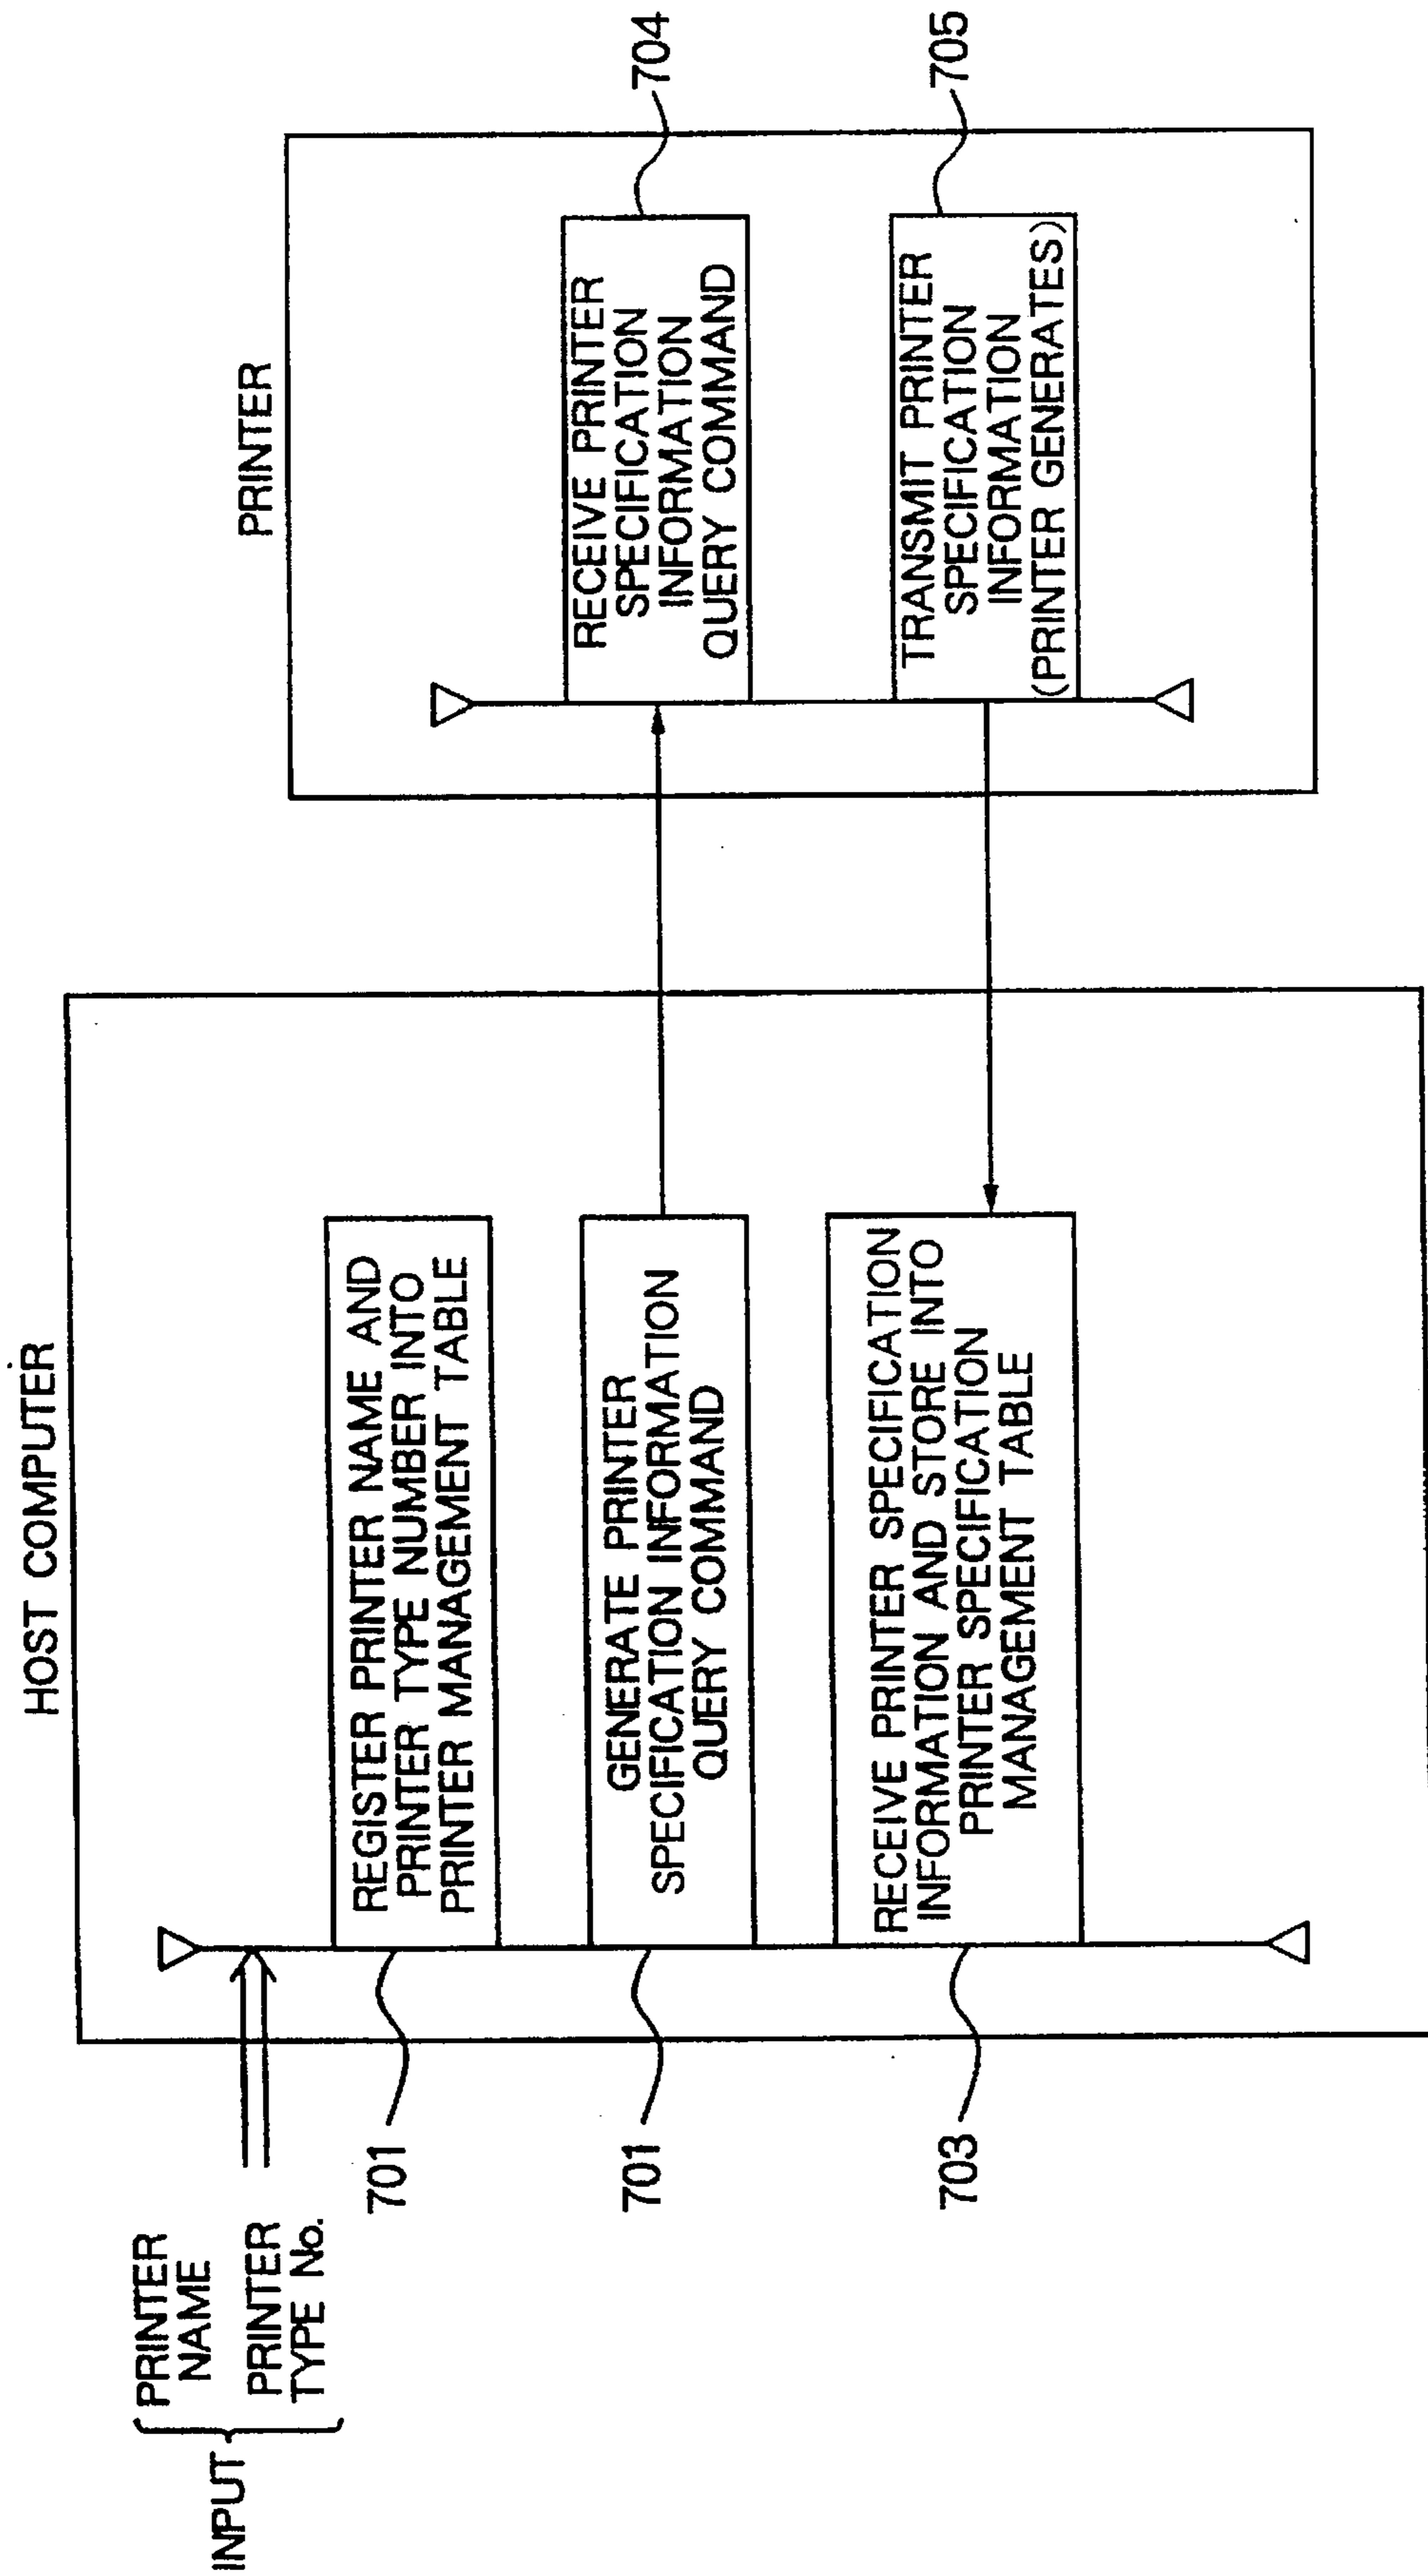 HOST COMPUTER
INPUT
PRINTER
NAME
PRINTER
TYPE No.
701
REGISTER PRINTER NAME AND
PRINTER TYPE NUMBER INTO
PRINTER MANAGEMENT TABLE
701
GENERATE PRINTER
SPECIFICATION INFORMATION
QUERY COMMAND
703
RECEIVE PRINTER SPECIFICATION
INFORMATION AND STORE INTO
PRINTER SPECIFICATION
MANAGEMENT TABLE
PRINTER
RECEIVE PRINTER
SPECIFICATION
INFORMATION
QUERY COMMAND
704
TRANSMIT PRINTER
SPECIFICATION
INFORMATION
(PRINTER GENERATES)
705